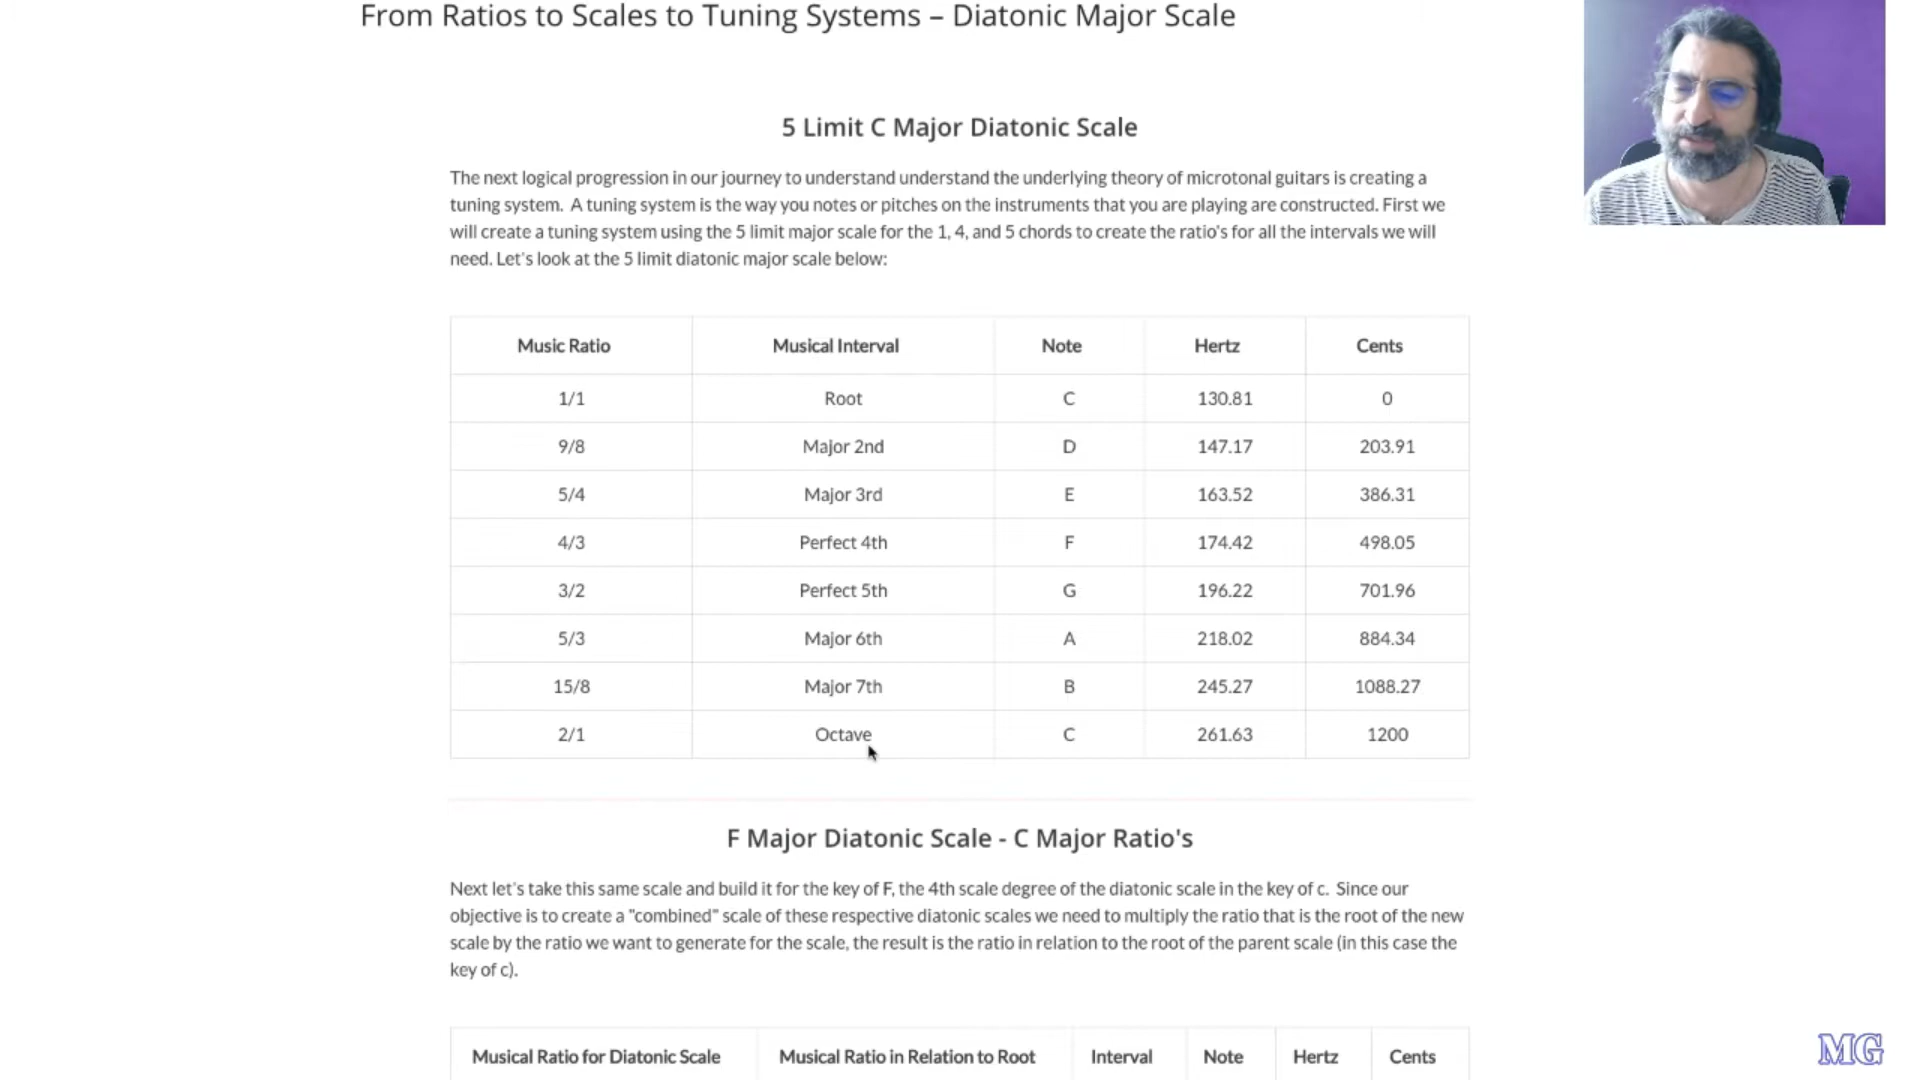 From Ratios to Scales to Tuning Systems – Diatonic Major Scale
5 Limit C Major Diatonic Scale
The next logical progression in our journey to understand understand the underlying theory of microtonal guitars is creating a
tuning system.  A tuning system is the way you notes or pitches on the instruments that you are playing are constructed. First we
will create a tuning system using the 5 limit major scale for the 1, 4, and 5 chords to create the ratio's for all the intervals we will
need. Let's look at the 5 limit diatonic major scale below:
Music Ratio Musical Interval Note Hertz Cents
1/1 Root C 130.81 0
9/8 Major 2nd D 147.17 203.91
5/4 Major 3rd E 163.52 386.31
4/3 Perfect 4th F 174.42 498.05
3/2 Perfect 5th G 196.22 701.96
5/3 Major 6th A 218.02 884.34
15/8 Major 7th B 245.27 1088.27
2/1 Octave C 261.63 1200
F Major Diatonic Scale - C Major Ratio's
Next let's take this same scale and build it for the key of F, the 4th scale degree of the diatonic scale in the key of c.  Since our
objective is to create a "combined" scale of these respective diatonic scales we need to multiply the ratio that is the root of the new
scale by the ratio we want to generate for the scale, the result is the ratio in relation to the root of the parent scale (in this case the
key of c).
Musical Ratio for Diatonic Scale Musical Ratio in Relation to Root Interval Note Hertz Cents
MG